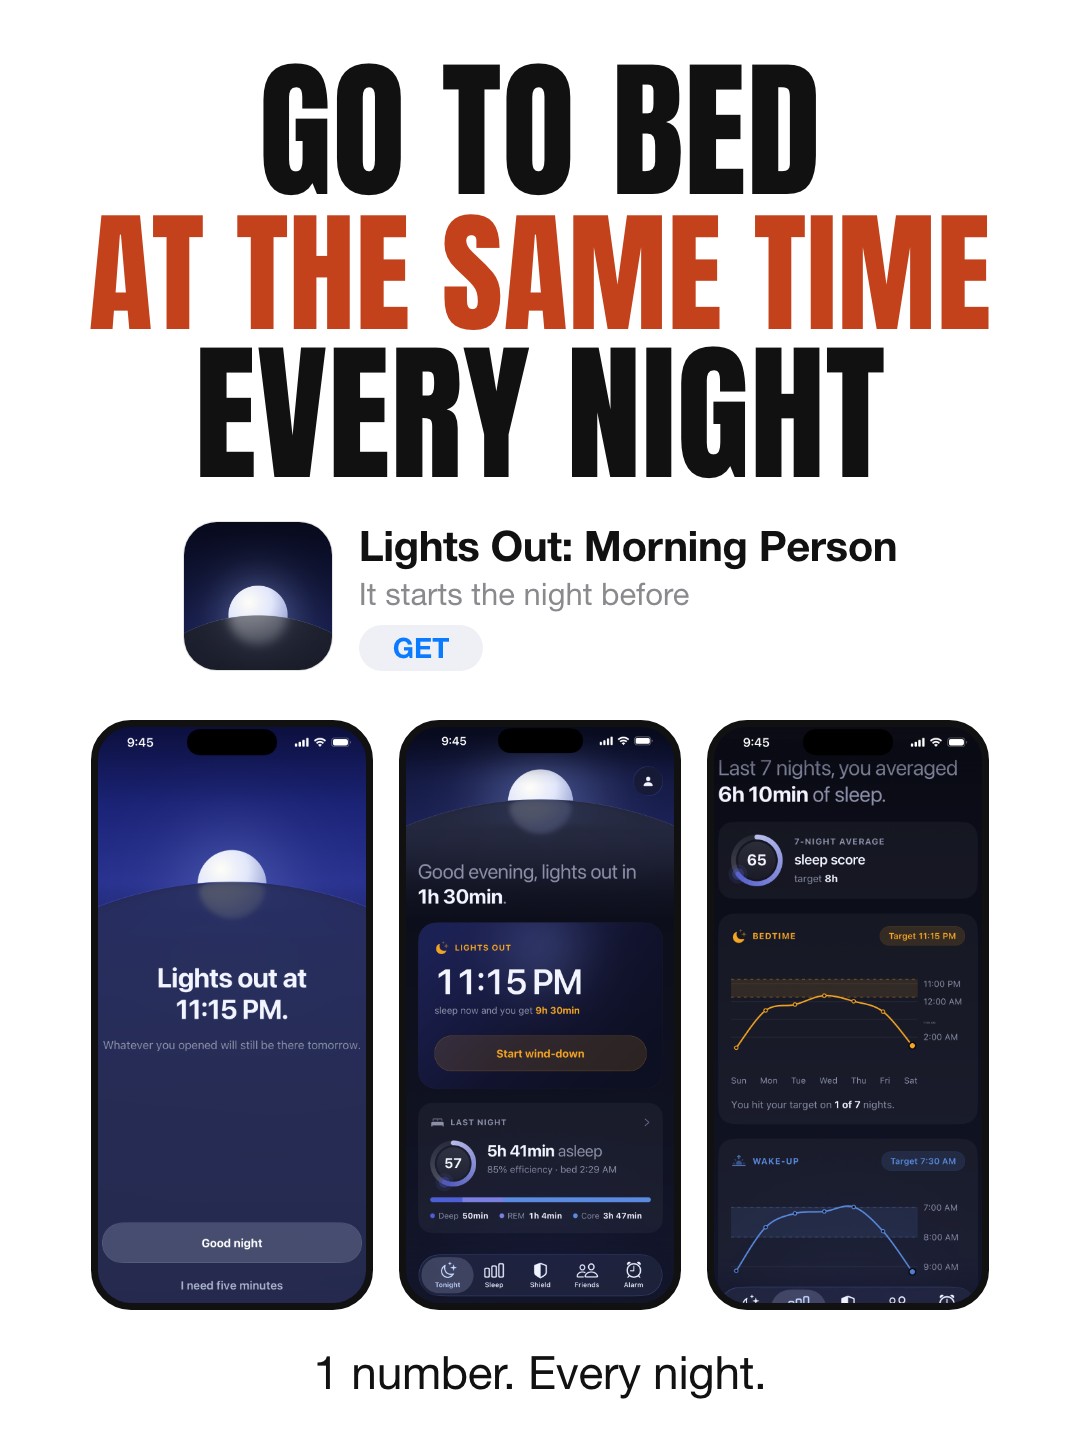 GO TO BED
AT THE SAME TIME
EVERY NIGHT
Lights Out: Morning Person
It starts the night before
GET
9:45
Lights out at
11:15 PM.
Whatever you opened will still be there tomorrow.
Good night
I need five minutes
9:45
Good evening, lights out in
1h 30min.
LIGHTS OUT
11:15 PM
sleep now and you get 9h 30min
Start wind-down
LAST NIGHT
57
5h 41min asleep
85% efficiency · bed 2:29 AM
Deep 50min REM 1h 4min Core 3h 47min
Tonight Sleep Shield Friends Alarm
9:45
Last 7 nights, you averaged
6h 10min of sleep.
65
7-NIGHT AVERAGE
sleep score
target 8h
BEDTIME Target 11:15 PM
11:00 PM
12:00 AM
2:00 AM
Sun Mon Tue Wed Thu Fri Sat
You hit your target on 1 of 7 nights.
WAKE-UP Target 7:30 AM
7:00 AM
8:00 AM
9:00 AM
1 number. Every night.